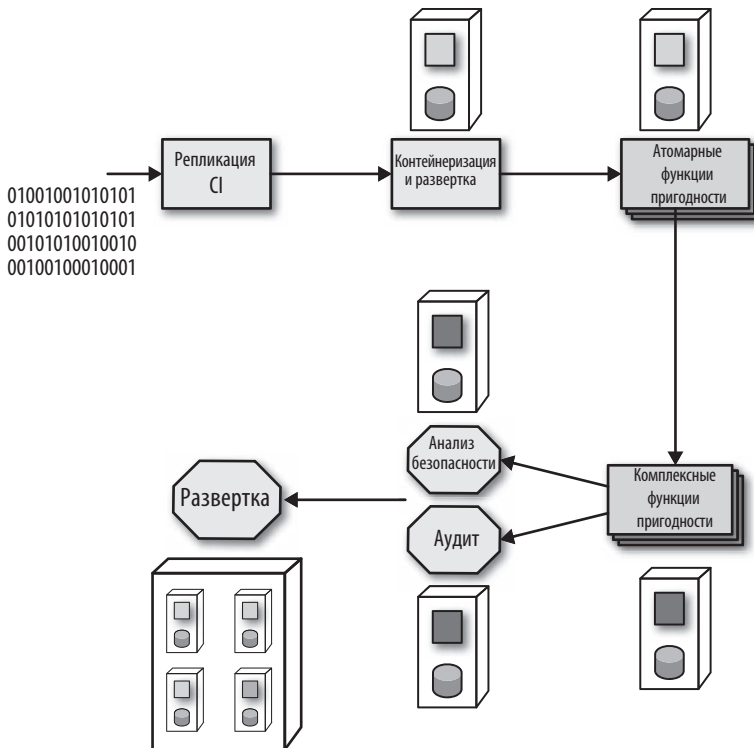 01001001010101
01010101010101
00101010010010
00100100010001
Репликация
CI
Контейнеризация
и развертка
Атомарные
функции
пригодности
Комплексные
функции
пригодности
Анализ
безопасности
Аудит
Развертка